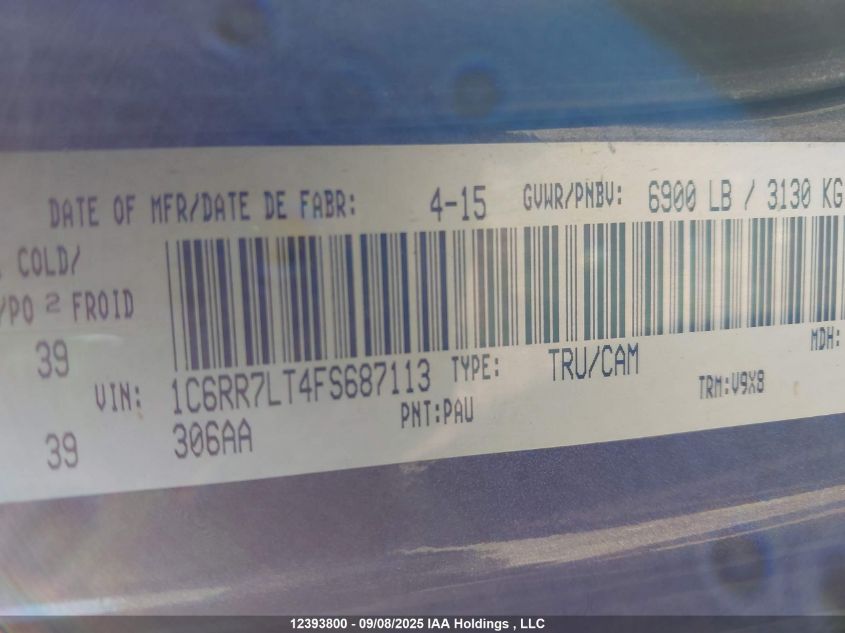 DATE OF MFR/DATE DE FABR: 4-15 GVWR/PNBV: 6900 LB / 3130 KG
COLD/
/PO 2 FROID
39 MDH:
VIN: 1C6RR7LT4FS687113 TYPE: TRU/CAM
PNT:PAU TRM:V9X8
39 306AA
12393800 - 09/08/2025 IAA Holdings , LLC